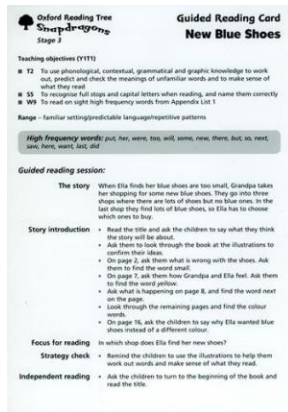 Oxford Reading Tree
Snapdragons
Stage 3
Guided Reading Card
New Blue Shoes
Teaching objectives (Y1T1)
■ T2 To use phonological, contextual, grammatical and graphic knowledge to work
out, predict and check the meanings of unfamiliar words and to make sense of
what they read
■ S5 To recognise full stops and capital letters when reading, and name them correctly
■ W9 To read on sight high frequency words from Appendix List 1
Range – familiar setting/predictable language/repetitive patterns
High frequency words: put, her, were, too, will, some, new, there, but, so, next,
saw, here, want, last, did
Guided reading session:
The story When Ella finds her blue shoes are too small, Grandpa takes
her shopping for some new blue shoes. They go into three
shops where there are lots of shoes but no blue ones. In the
last shop they find lots of blue shoes, so Ella has to choose
which ones to buy.
Story introduction • Read the title and ask the children to say what they think
the story will be about.
• Ask them to look through the book at the illustrations to
confirm their ideas.
• On page 2, ask them what is wrong with the shoes. Ask
them to find the word small.
• On page 7, ask them how Grandpa and Ella feel. Ask them
to find the word yellow.
• Ask what is happening on page 8, and find the word next
on the page.
• Look through the remaining pages and find the colour
words.
• On page 16, ask the children to say why Ella wanted blue
shoes instead of a different colour.
Focus for reading In which shop does Ella find her new shoes?
Strategy check • Remind the children to use the illustrations to help them
work out words and make sense of what they read.
Independent reading • Ask the children to turn to the beginning of the book and
read the title.